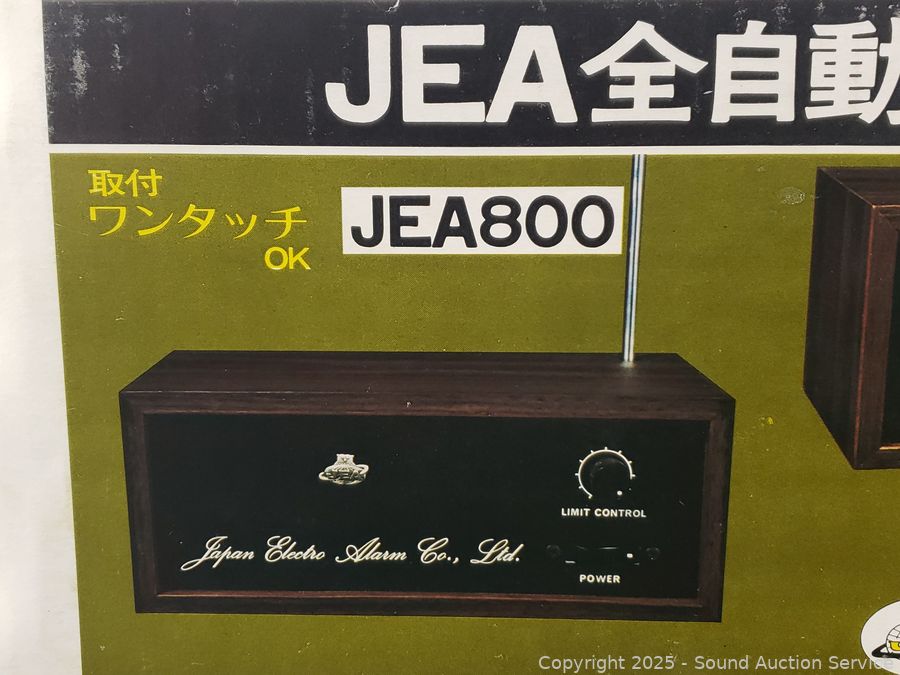 JEA全自動
取付
ワンタッチ
OK
JEA800
LIMIT CONTROL
Japan Electro Alarm Co., Ltd.
POWER
Copyright 2025 - Sound Auction Service